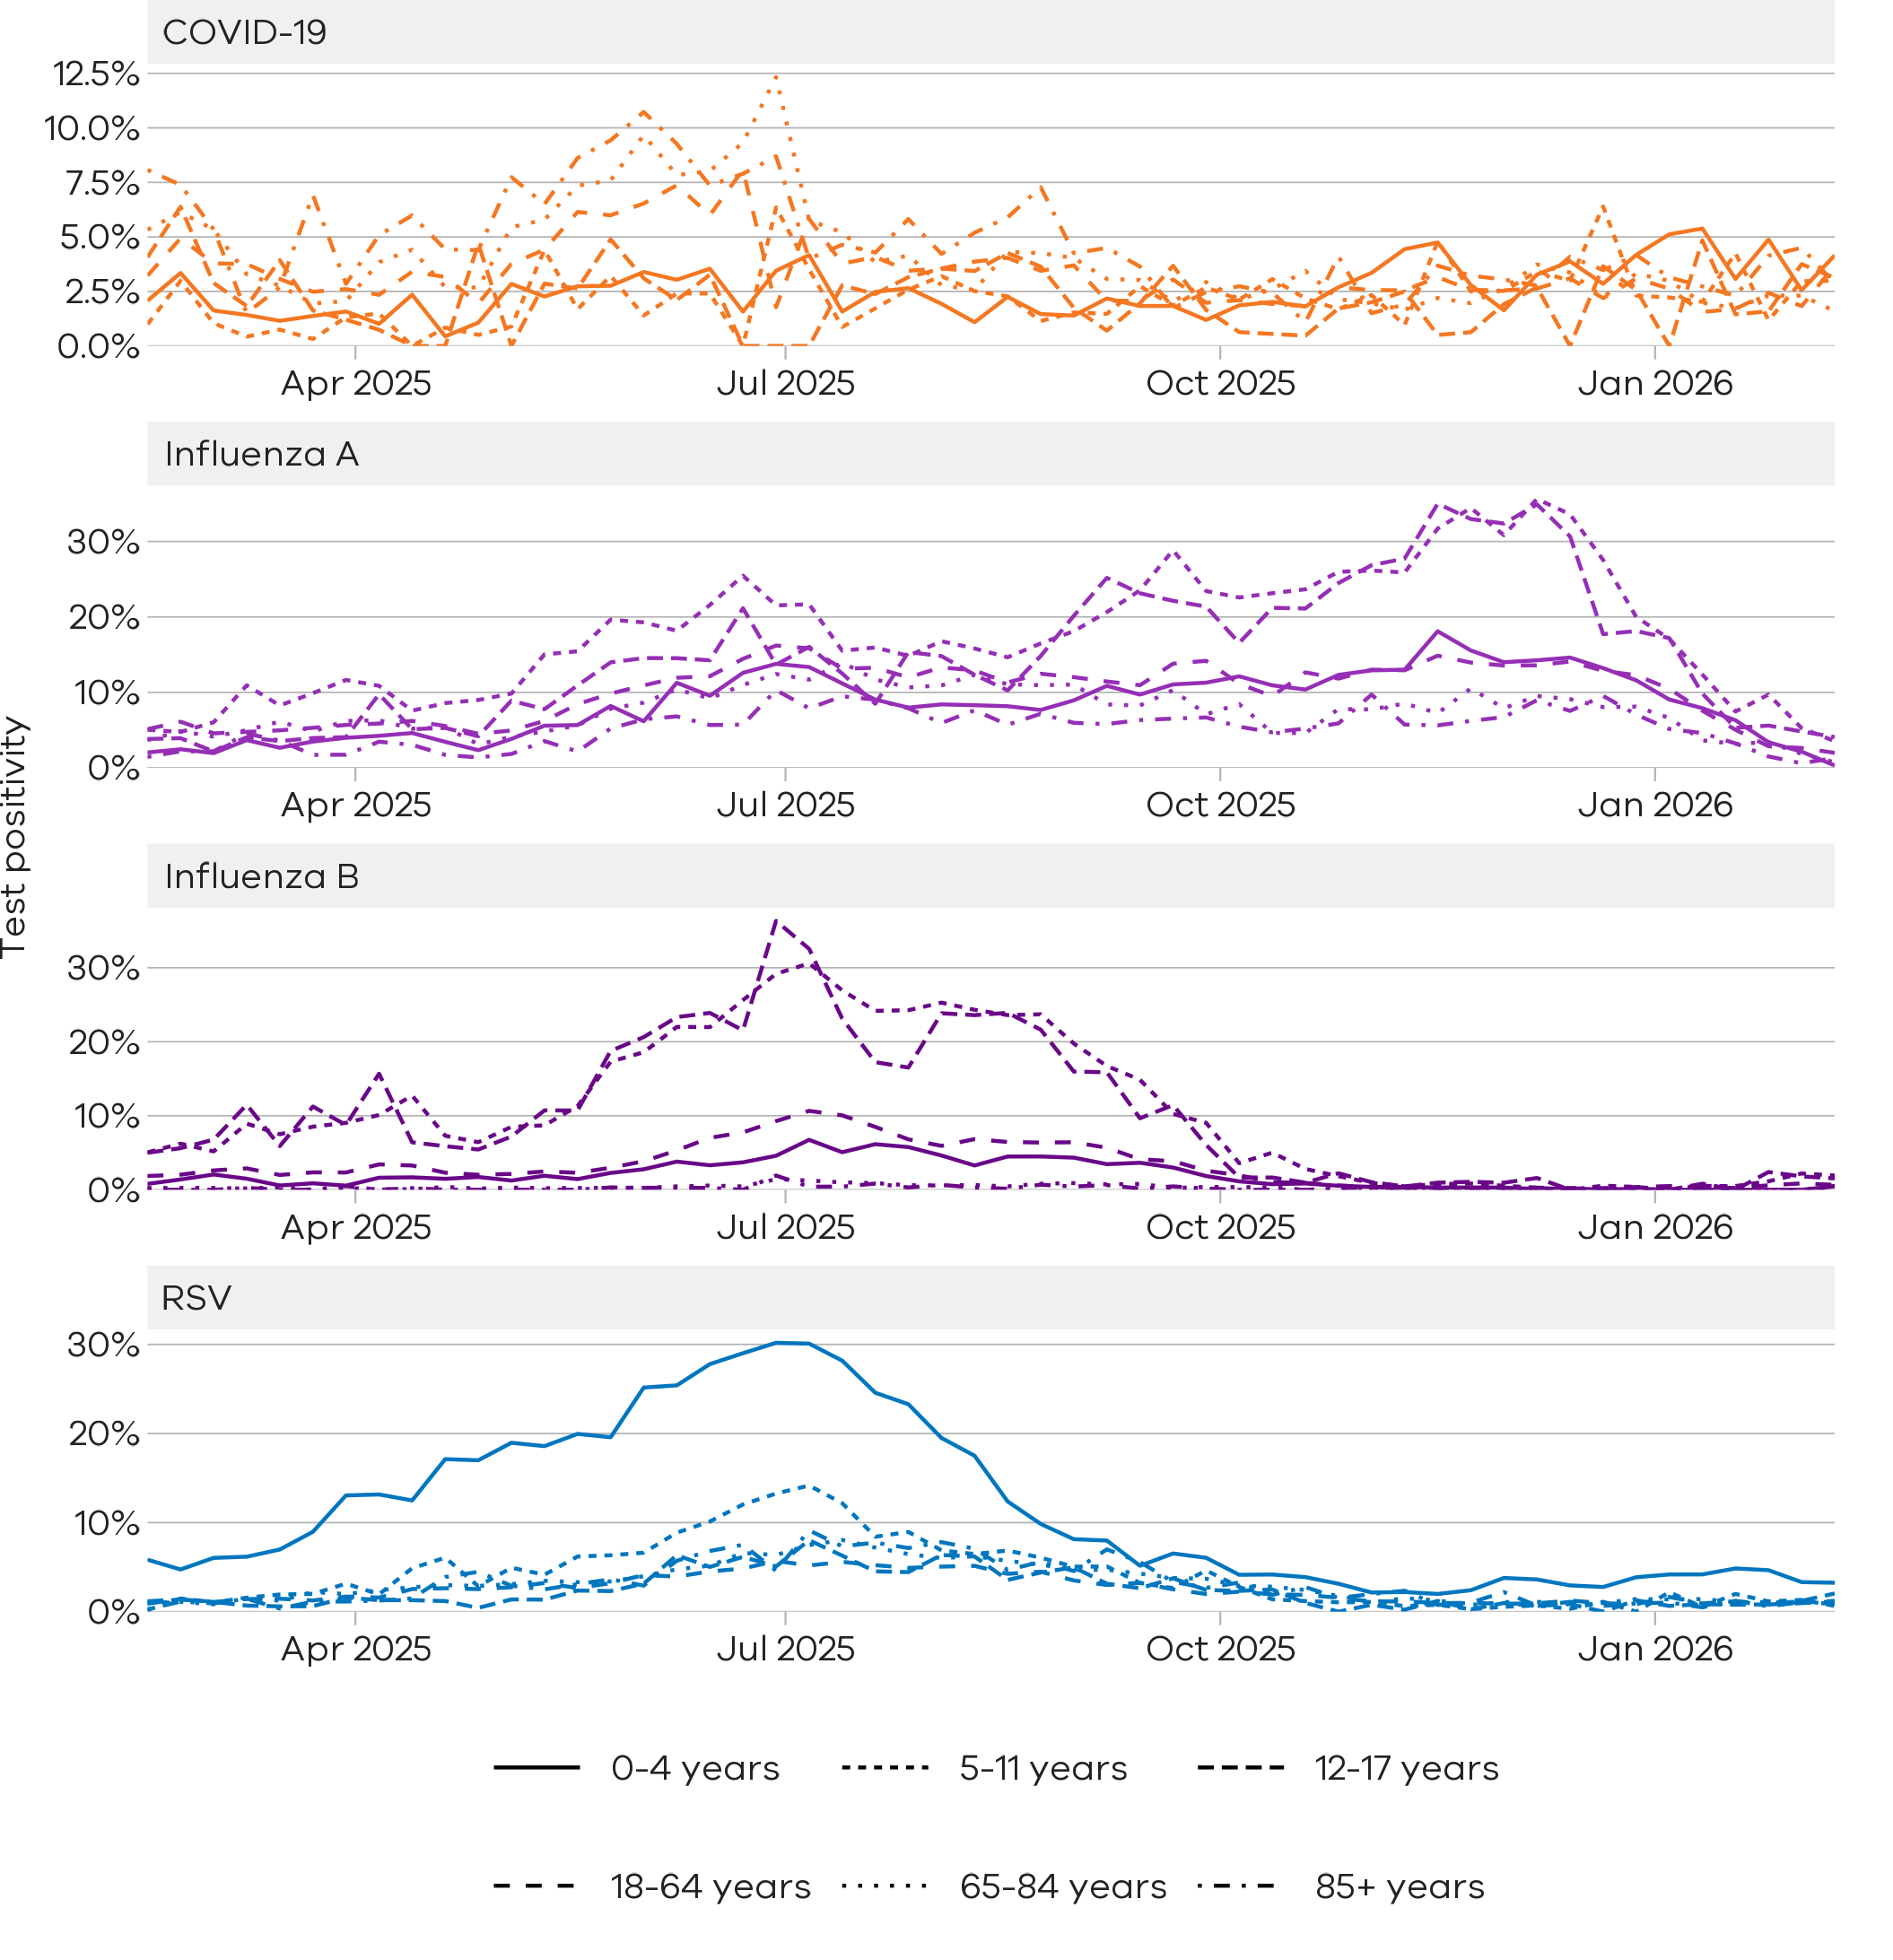 COVID-19
12.5%
10.0%
7.5%
5.0%
2.5%
0.0%
Apr 2025 Jul 2025 Oct 2025 Jan 2026
Influenza A
30%
20%
10%
0%
Apr 2025 Jul 2025 Oct 2025 Jan 2026
Test positivity
Influenza B
30%
20%
10%
0%
Apr 2025 Jul 2025 Oct 2025 Jan 2026
RSV
30%
20%
10%
0%
Apr 2025 Jul 2025 Oct 2025 Jan 2026
0-4 years 5-11 years 12-17 years
18-64 years 65-84 years 85+ years